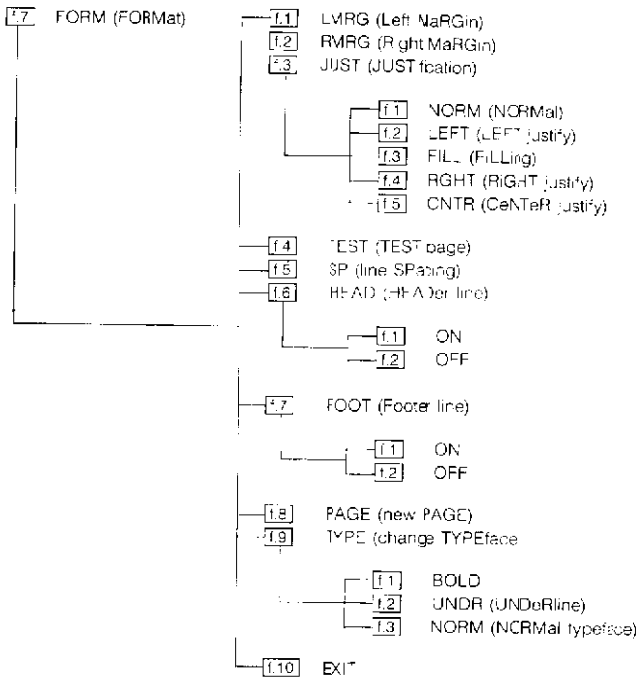 f.7 FORM (FORMat)
f.1 LMRG (Left MaRGin)
f.2 RMRG (Right MaRGin)
f.3 JUST (JUSTification)
f.1 NORM (NORMal)
f.2 LEFT (LEFT justify)
f.3 FILL (FILLing)
f.4 RGHT (RiGHT justify)
f.5 CNTR (CeNTeR justify)
f.4 TEST (TEST page)
f.5 SP (line SPacing)
f.6 HEAD (HEADer line)
f.1 ON
f.2 OFF
f.7 FOOT (Footer line)
f.1 ON
f.2 OFF
f.8 PAGE (new PAGE)
f.9 TYPE (change TYPEface
f.1 BOLD
f.2 UNDR (UNDeRline)
f.3 NORM (NORMal typeface)
f.10 EXIT